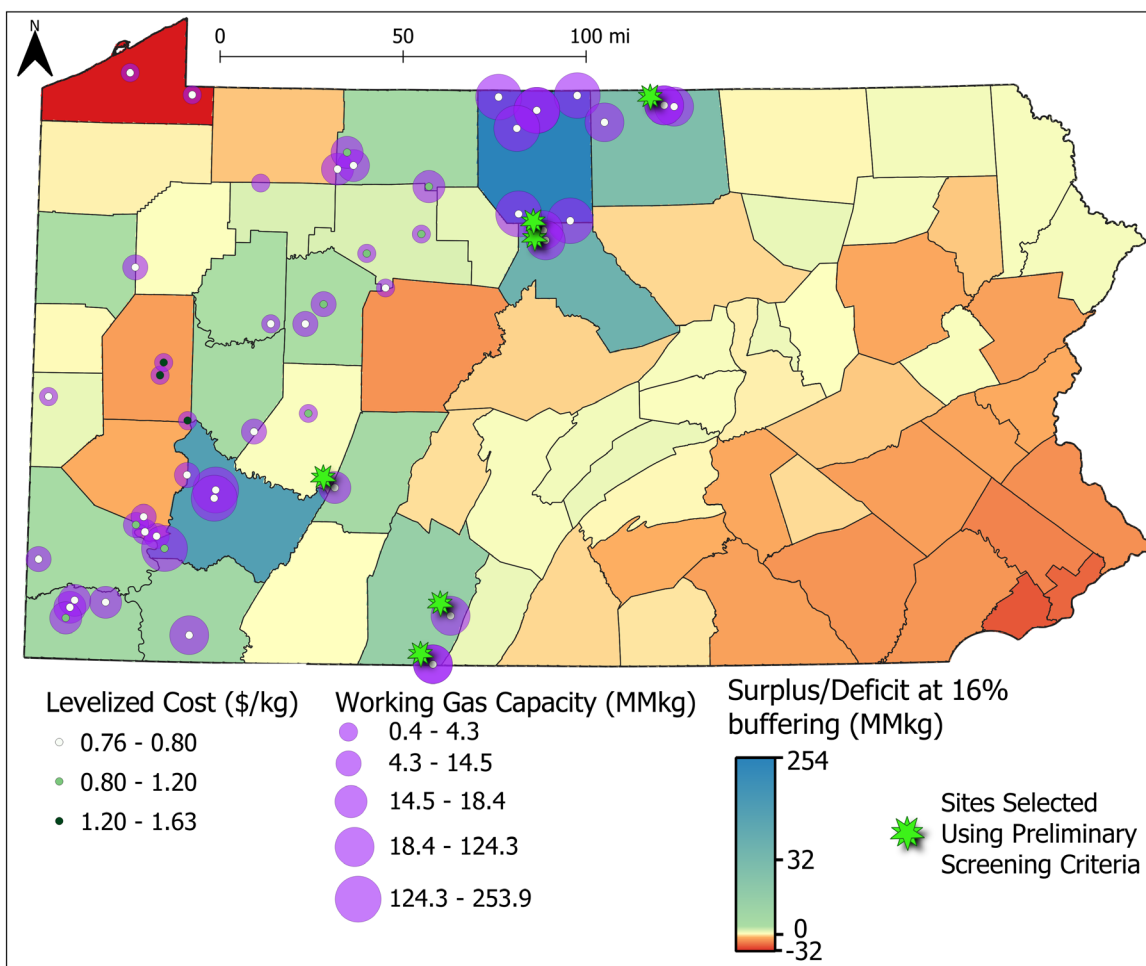 N
0 50 100 mi
Levelized Cost ($/kg)
0.76 - 0.80
0.80 - 1.20
1.20 - 1.63
Working Gas Capacity (MMkg)
0.4 - 4.3
4.3 - 14.5
14.5 - 18.4
18.4 - 124.3
124.3 - 253.9
Surplus/Deficit at 16%
buffering (MMkg)
254
32
0
-32
Sites Selected
Using Preliminary
Screening Criteria